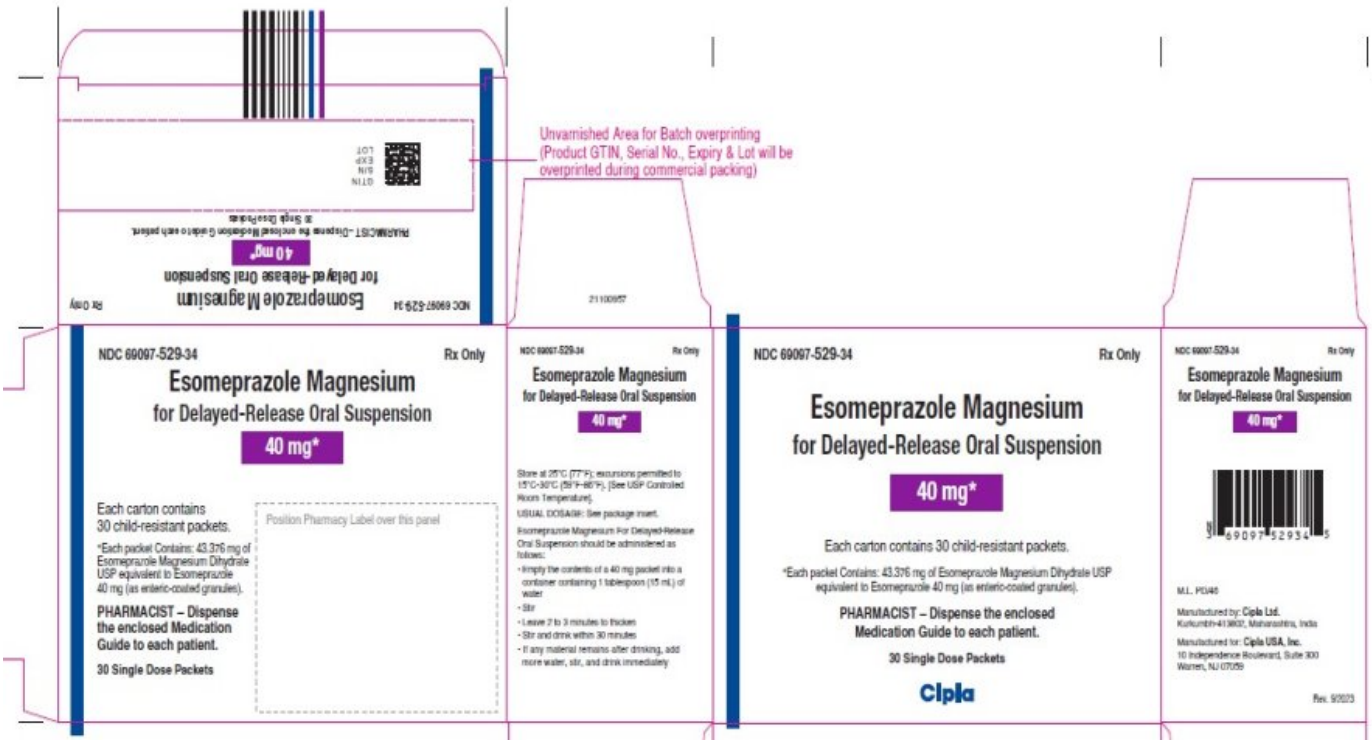 Unvarnished Area for Batch overprinting
(Product GTIN, Serial No., Expiry & Lot will be
overprinted during commercial packing)
GTIN
S/N
EXP
LOT
30 Single Dose Packets
PHARMACIST – Dispense the enclosed Medication Guide to each patient.
40 mg*
for Delayed-Release Oral Suspension
Esomeprazole Magnesium
NDC 69097-529-34 Rx Only
21100957
NDC 69097-529-34 Rx Only
Esomeprazole Magnesium
for Delayed-Release Oral Suspension
40 mg*
Each carton contains
30 child-resistant packets.
*Each packet Contains: 43.376 mg of
Esomeprazole Magnesium Dihydrate
USP equivalent to Esomeprazole
40 mg (as enteric-coated granules).
PHARMACIST – Dispense
the enclosed Medication
Guide to each patient.
30 Single Dose Packets
Position Pharmacy Label over this panel
NDC 69097-529-34 Rx Only
Esomeprazole Magnesium
for Delayed-Release Oral Suspension
40 mg*
Store at 25°C (77°F); excursions permitted to
15°C-30°C (59°F-86°F). [See USP Controlled
Room Temperature].
USUAL DOSAGE: See package insert.
Esomeprazole Magnesium For Delayed-Release
Oral Suspension should be administered as
follows:
• Empty the contents of a 40 mg packet into a
container containing 1 tablespoon (15 mL) of
water
• Stir
• Leave 2 to 3 minutes to thicken
• Stir and drink within 30 minutes
• If any material remains after drinking, add
more water, stir, and drink immediately
NDC 69097-529-34 Rx Only
Esomeprazole Magnesium
for Delayed-Release Oral Suspension
40 mg*
Each carton contains 30 child-resistant packets.
*Each packet Contains: 43.376 mg of Esomeprazole Magnesium Dihydrate USP
equivalent to Esomeprazole 40 mg (as enteric-coated granules).
PHARMACIST – Dispense the enclosed
Medication Guide to each patient.
30 Single Dose Packets
Cipla
NDC 69097-529-34 Rx Only
Esomeprazole Magnesium
for Delayed-Release Oral Suspension
40 mg*
3 69097 52934 5
M.L. PD/46
Manufactured by: Cipla Ltd.
Kurkumbh-413802, Maharashtra, India
Manufactured for: Cipla USA, Inc.
10 Independence Boulevard, Suite 300
Warren, NJ 07059
Rev. 9/2023